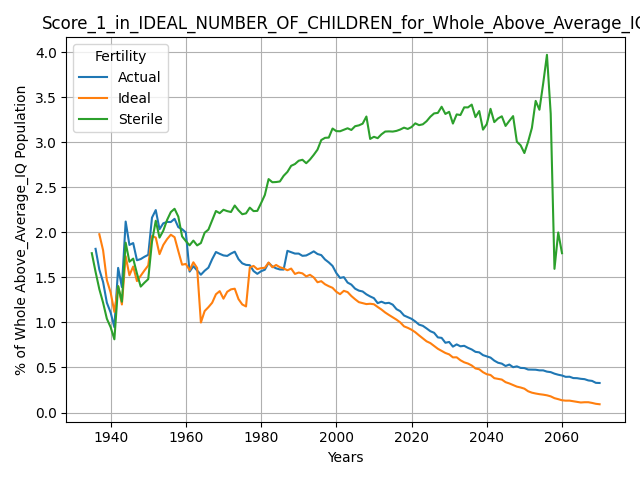 Score_1_in_IDEAL_NUMBER_OF_CHILDREN_for_Whole_Above_Average_IQ
Fertility
Actual
Ideal
Sterile
% of Whole Above_Average_IQ Population
4.0
3.5
3.0
2.5
2.0
1.5
1.0
0.5
0.0
1940 1960 1980 2000 2020 2040 2060
Years